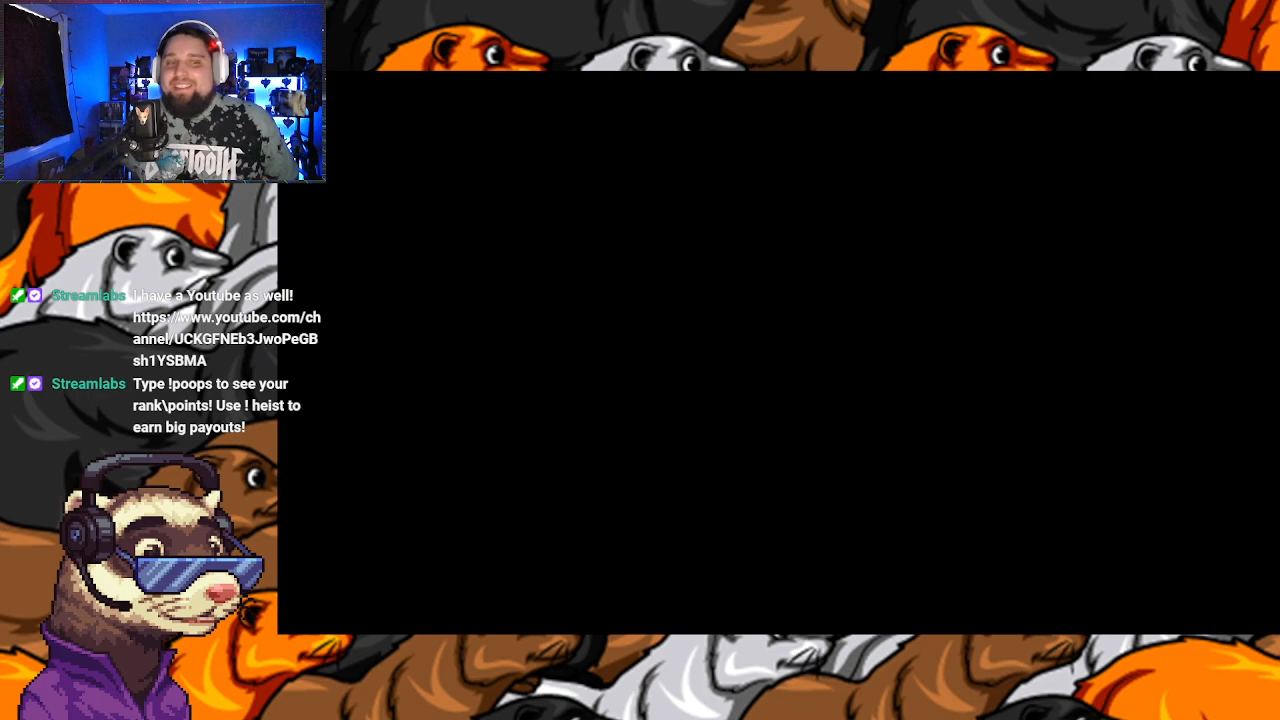 Streamlabs I have a Youtube as well!
https://www.youtube.com/ch
annel/UCKGFNEb3JwoPeGB
sh1YSBMA
Streamlabs Type !poops to see your
rank\points! Use ! heist to
earn big payouts!